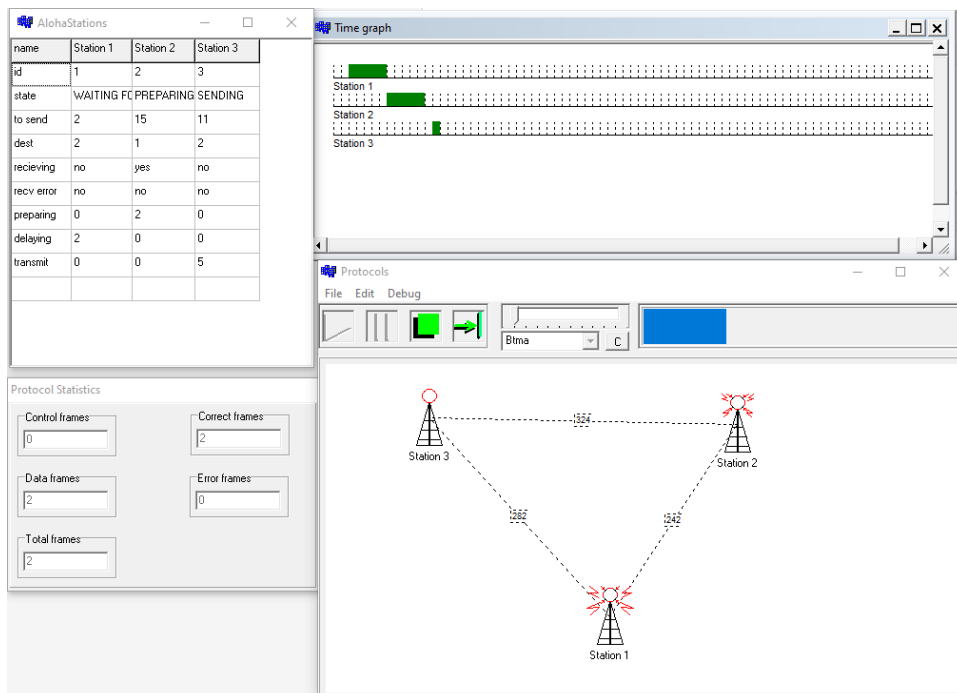 AlohaStations
name Station 1 Station 2 Station 3
id 1 2 3
state WAITING FO PREPARING SENDING
to send 2 15 11
dest 2 1 2
recieving no yes no
recv error no no no
preparing 0 2 0
delaying 2 0 0
transmit 0 0 5
Time graph
Station 1
Station 2
Station 3
Protocols
File Edit Debug
Btma C
Protocol Statistics
Control frames
0
Correct frames
2
Data frames
2
Error frames
0
Total frames
2
324
Station 3
Station 2
282
242
Station 1